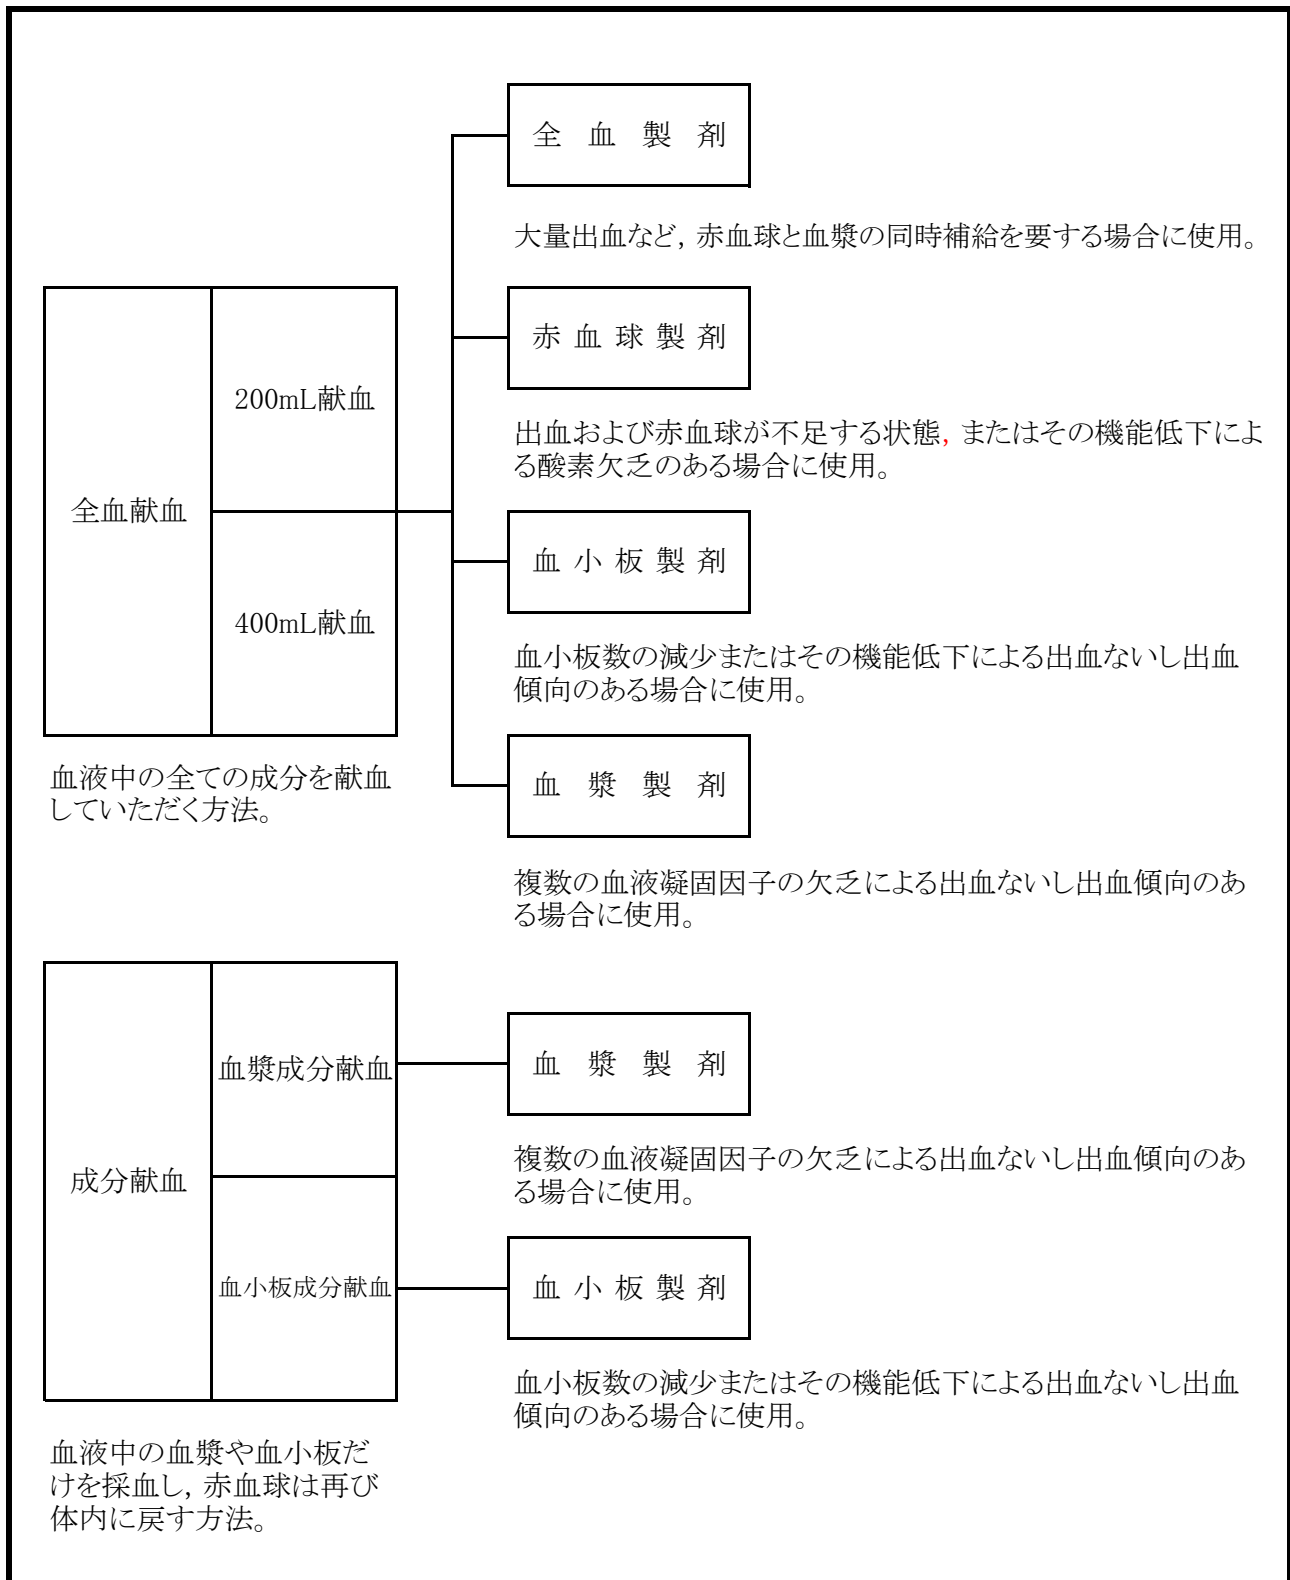 全血製剤
大量出血など, 赤血球と血漿の同時補給を要する場合に使用。
赤血球製剤
出血および赤血球が不足する状態, またはその機能低下によ
る酸素欠乏のある場合に使用。
血小板製剤
血小板数の減少またはその機能低下による出血ないし出血
傾向のある場合に使用。
血漿製剤
複数の血液凝固因子の欠乏による出血ないし出血傾向のあ
る場合に使用。
全血献血
200mL献血
400mL献血
血液中の全ての成分を献血
していただく方法。
成分献血
血漿成分献血
血漿製剤
複数の血液凝固因子の欠乏による出血ないし出血傾向のあ
る場合に使用。
血小板成分献血
血小板製剤
血小板数の減少またはその機能低下による出血ないし出血
傾向のある場合に使用。
血液中の血漿や血小板だ
けを採血し, 赤血球は再び
体内に戻す方法。